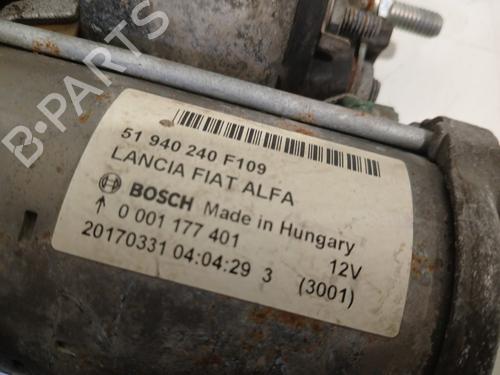 B-PARTS
51 940 240 F109
LANCIA FIAT ALFA
BOSCH Made in Hungary
↑ 0 001 177 401 12V
20170331 04:04:29 3 (3001)